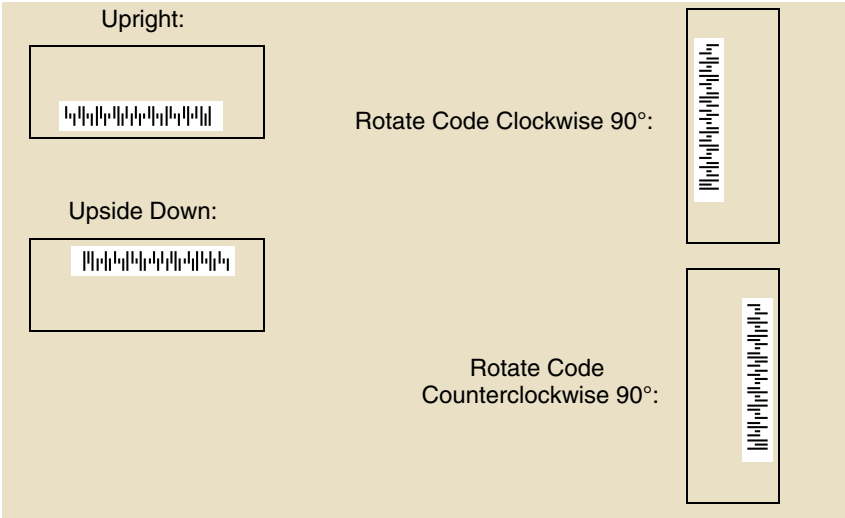 Upright:
Rotate Code Clockwise 90°:
Upside Down:
Rotate Code
Counterclockwise 90°: